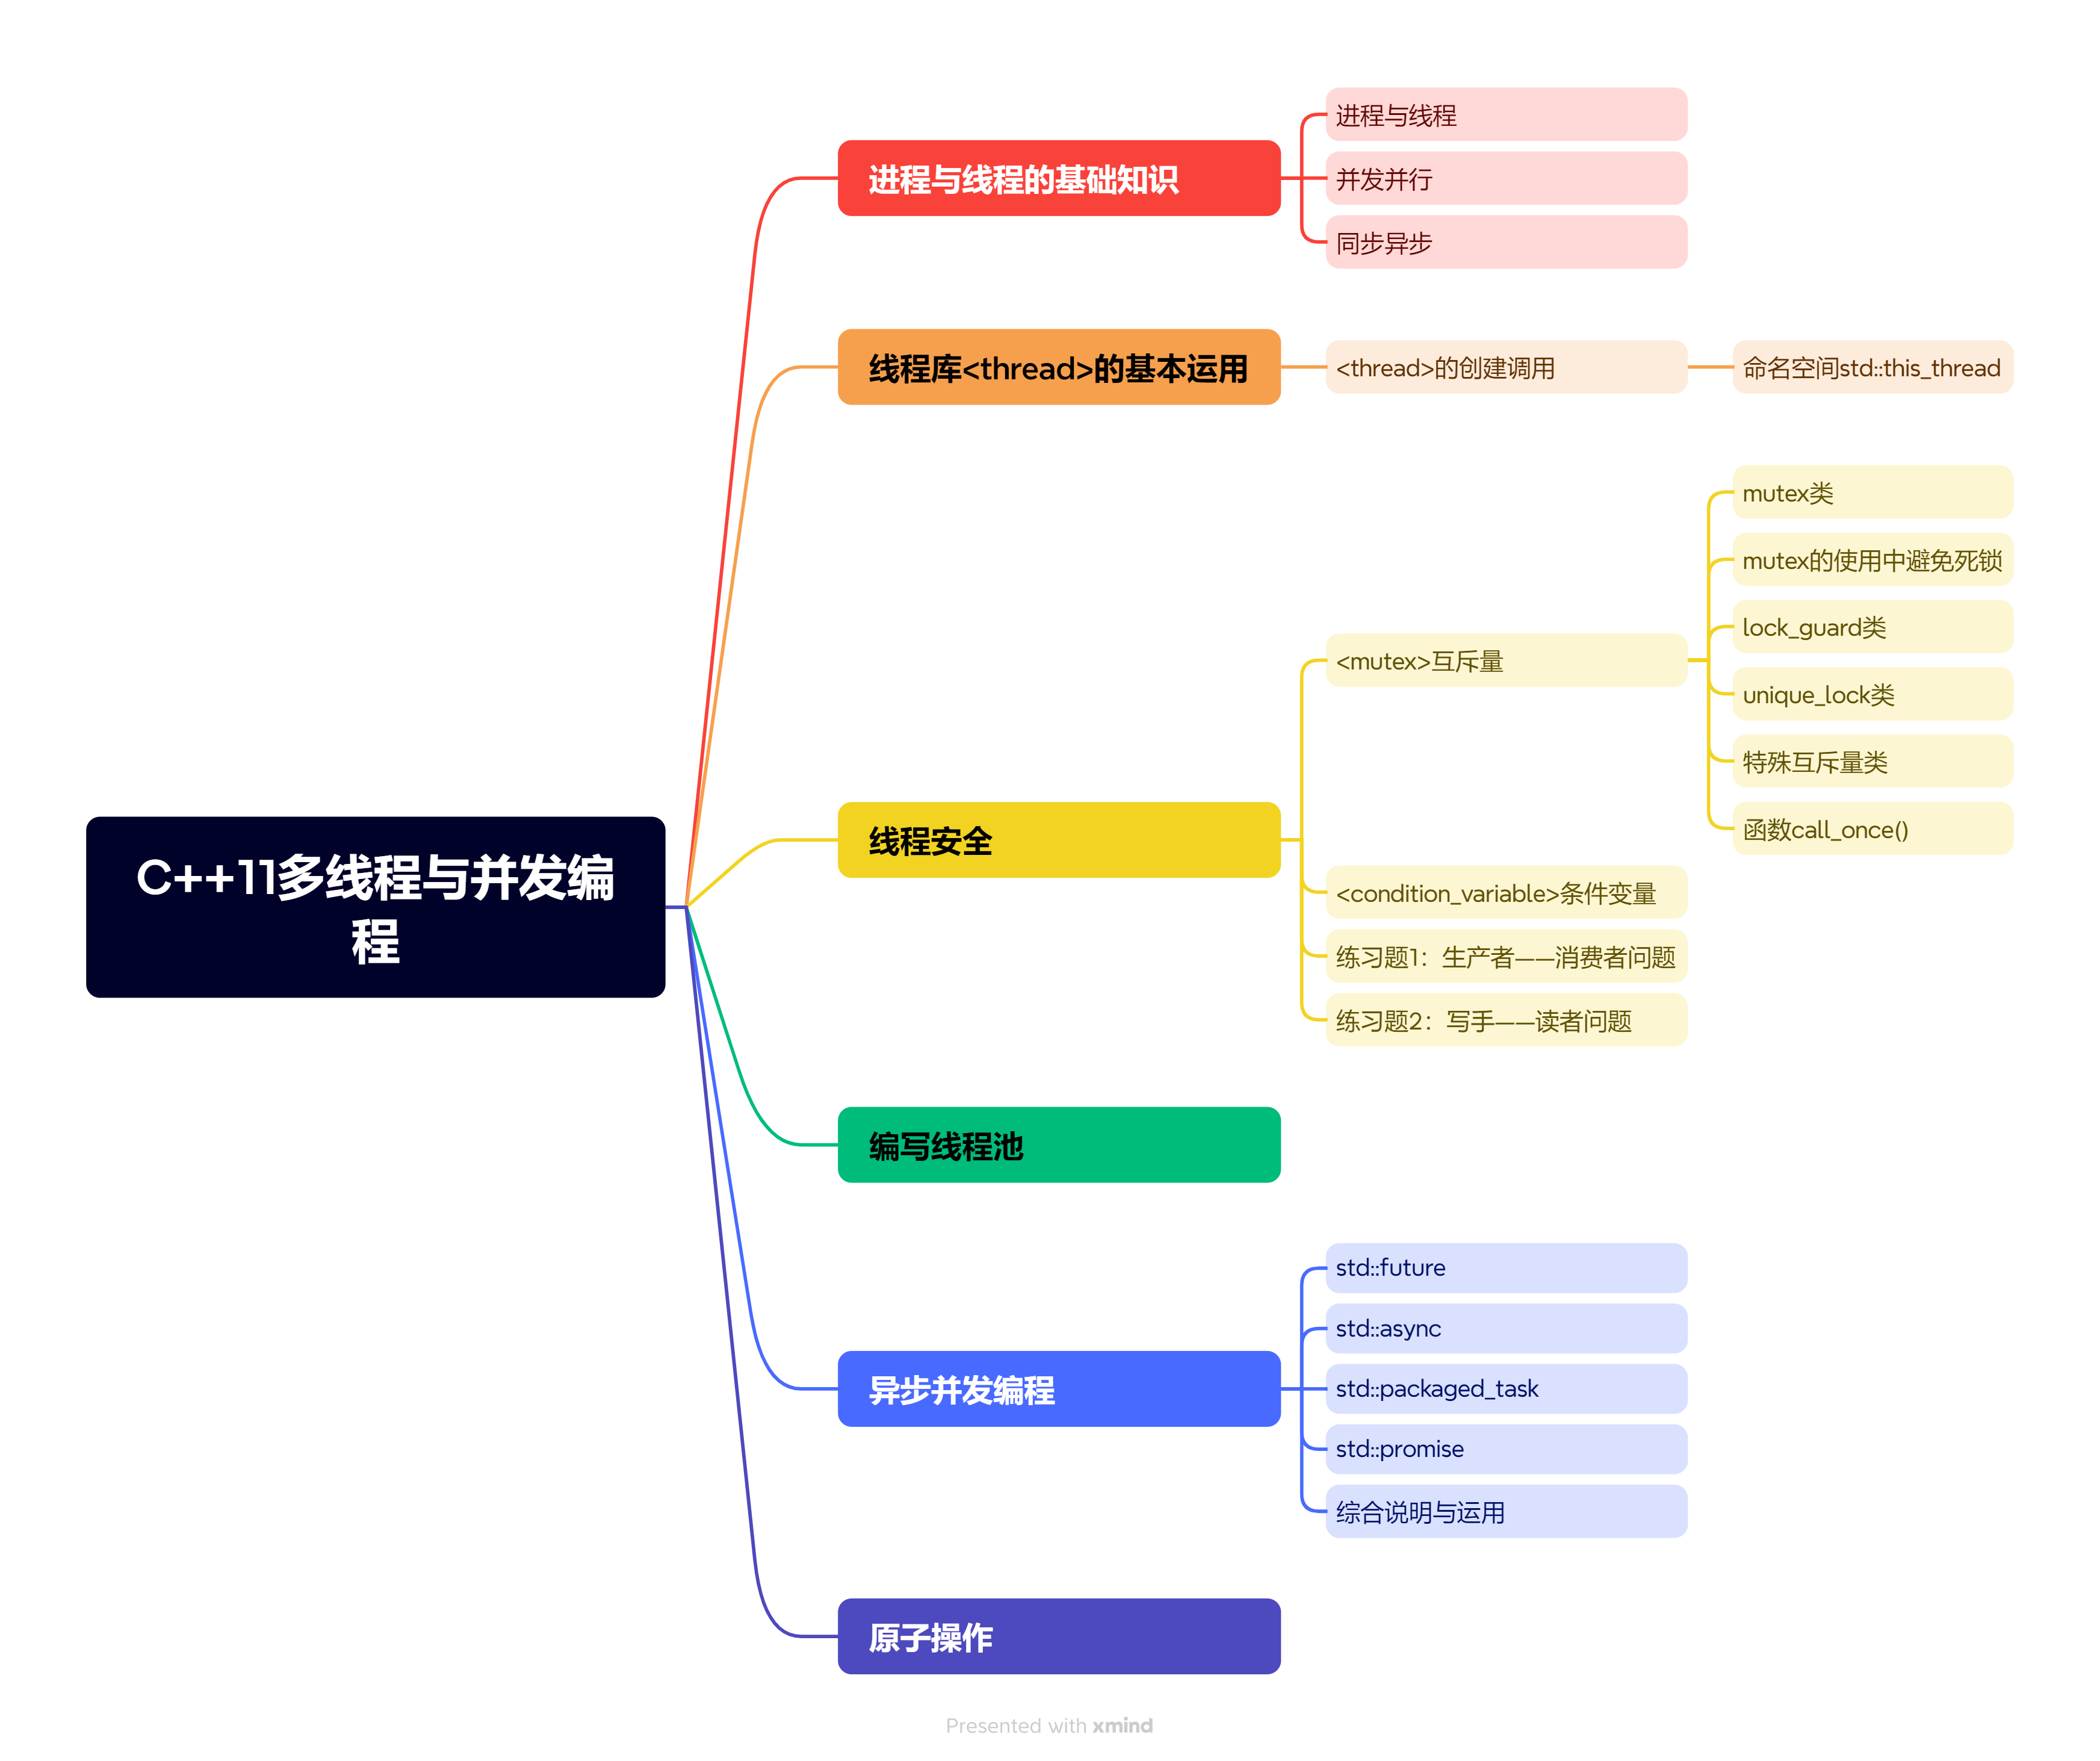 C++11多线程与并发编
程
进程与线程的基础知识
进程与线程
并发并行
同步异步
线程库<thread>的基本运用
<thread>的创建调用
命名空间std::this_thread
线程安全
<mutex>互斥量
mutex类
mutex的使用中避免死锁
lock_guard类
unique_lock类
特殊互斥量类
函数call_once()
<condition_variable>条件变量
练习题1：生产者——消费者问题
练习题2：写手——读者问题
编写线程池
异步并发编程
std::future
std::async
std::packaged_task
std::promise
综合说明与运用
原子操作
Presented with xmind